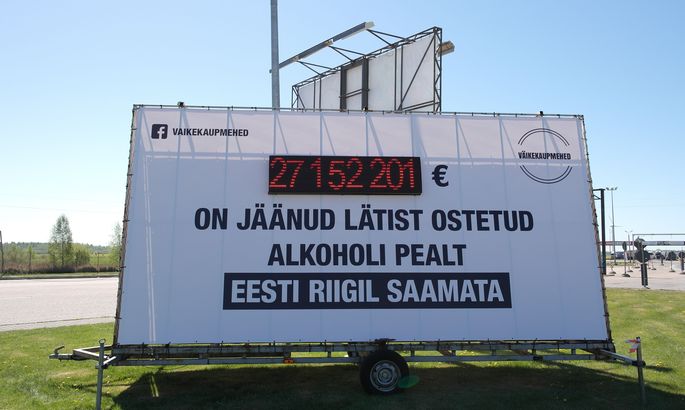 VÄIKEKAUPMEHED
VÄIKEKAUPMEHED
27 152 201 €
ON JÄÄNUD LÄTIST OSTETUD
ALKOHOLI PEALT
EESTI RIIGIL SAAMATA